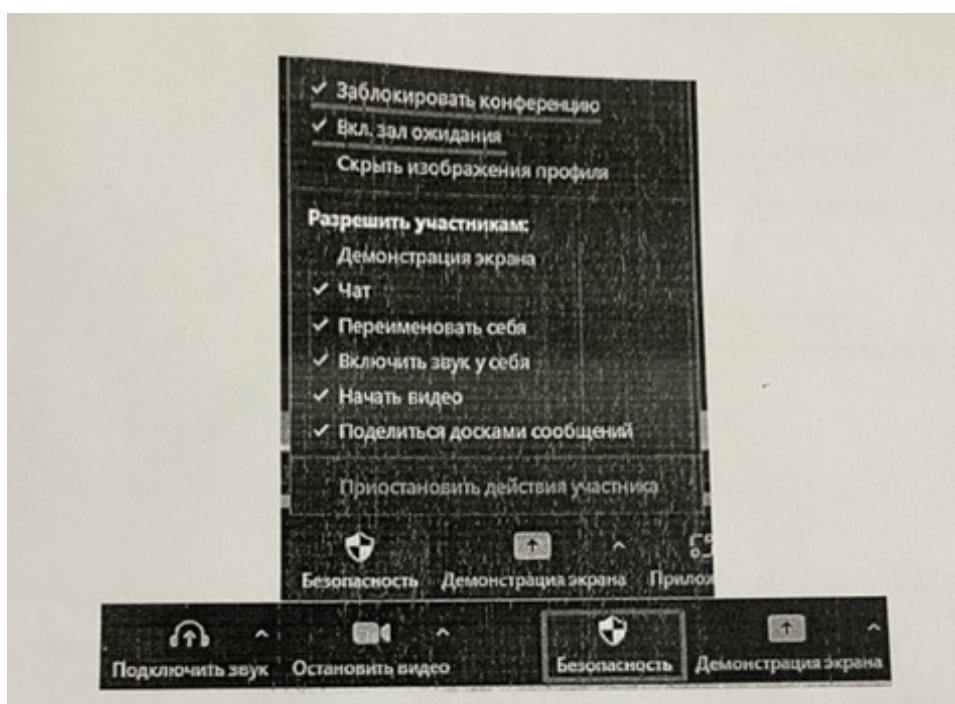 Заблокировать конференцию
Вкл. зал ожидания
Скрыть изображения профиля
Разрешить участникам:
Демонстрация экрана
Чат
Переименовать себя
Включить звук у себя
Начать видео
Поделиться досками сообщений
Приостановить действия участника
Безопасность Демонстрация экрана Прилож
Подключить звук Остановить видео Безопасность Демонстрация экрана